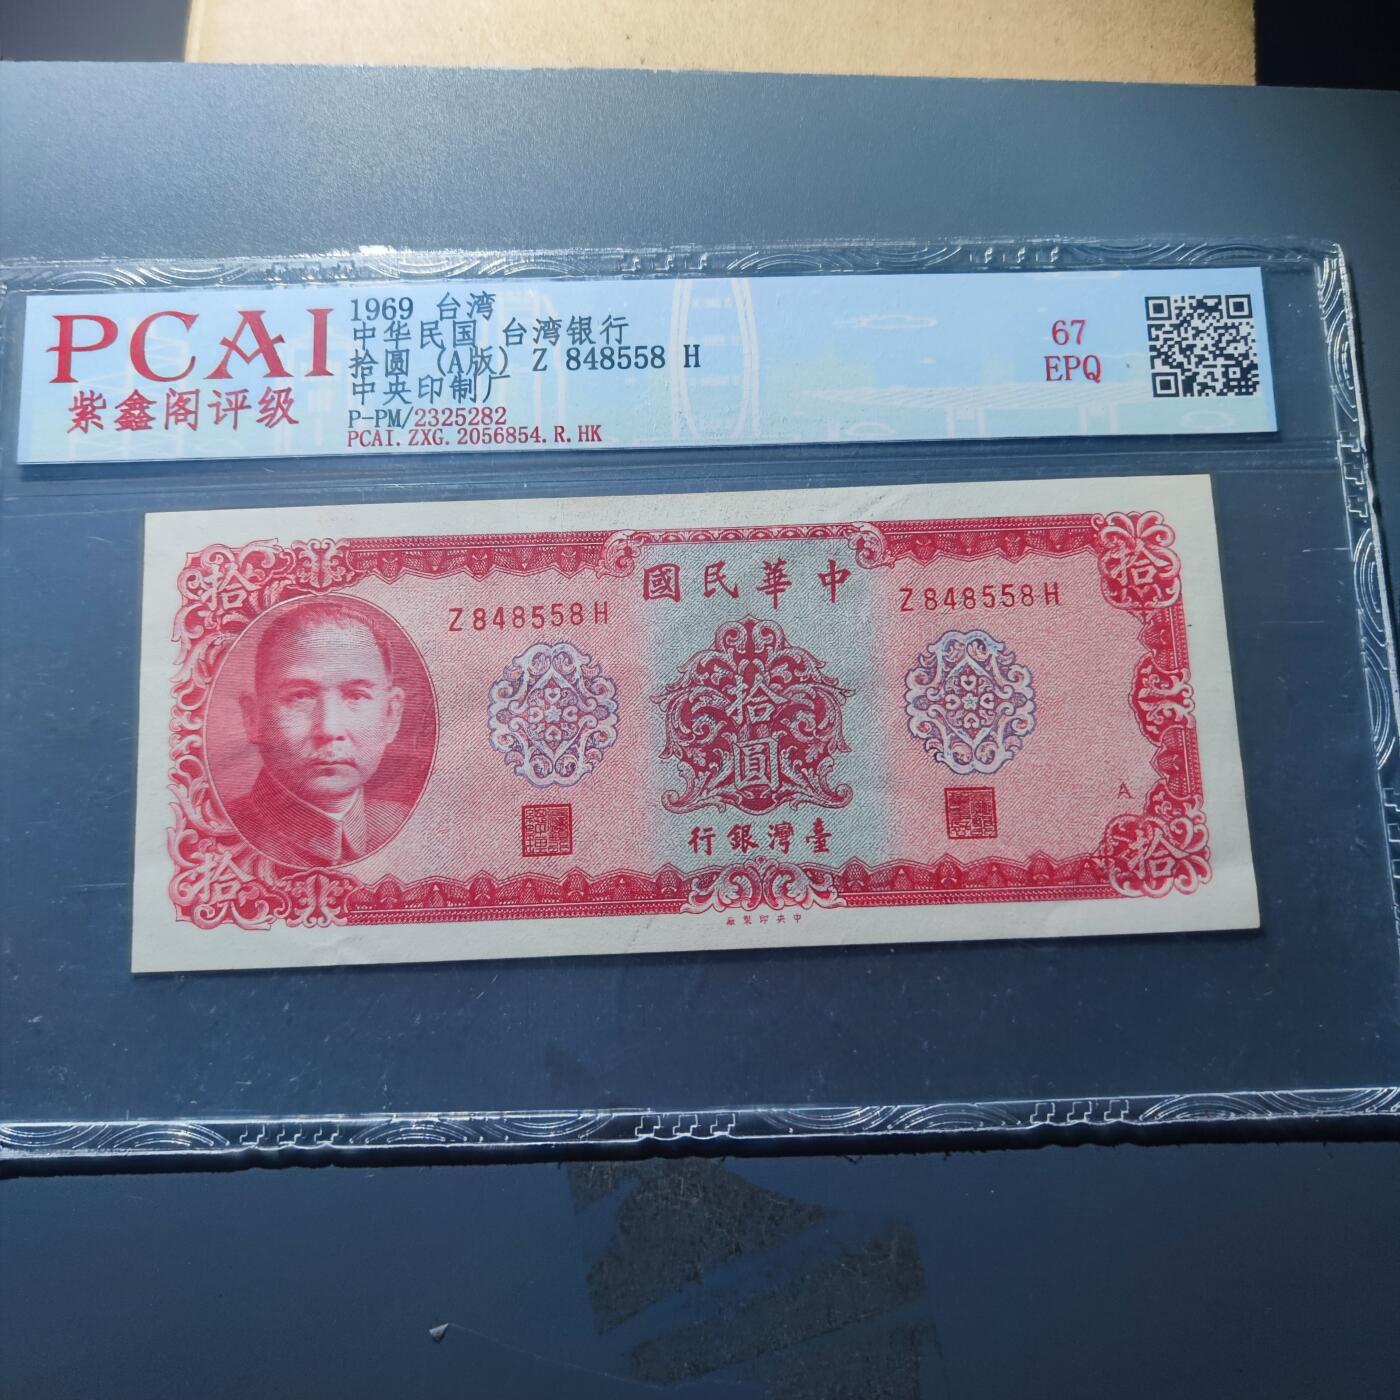 PCAI
紫鑫阁评级
1969 台湾
中华民国 台湾银行
拾圆 (A版) Z 848558 H
中央印制厂
P-PM/2325282
PCAI.ZXG.2056854.R.HK
67
EPQ
拾
拾
國民華中
Z848558H
Z848558H
拾圓
A
行銀灣臺
拾
拾
廠製印央中